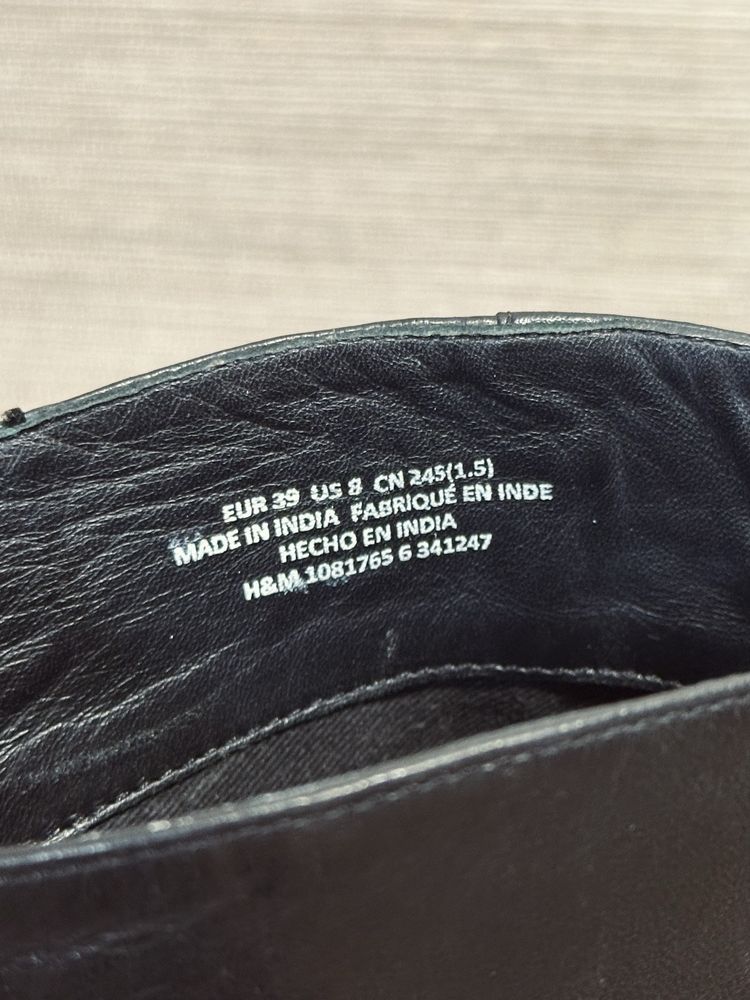 EUR 39 US 8 CN 245(1.5)
MADE IN INDIA FABRIQUÉ EN INDE
HECHO EN INDIA
H&M 1081765 6 341247